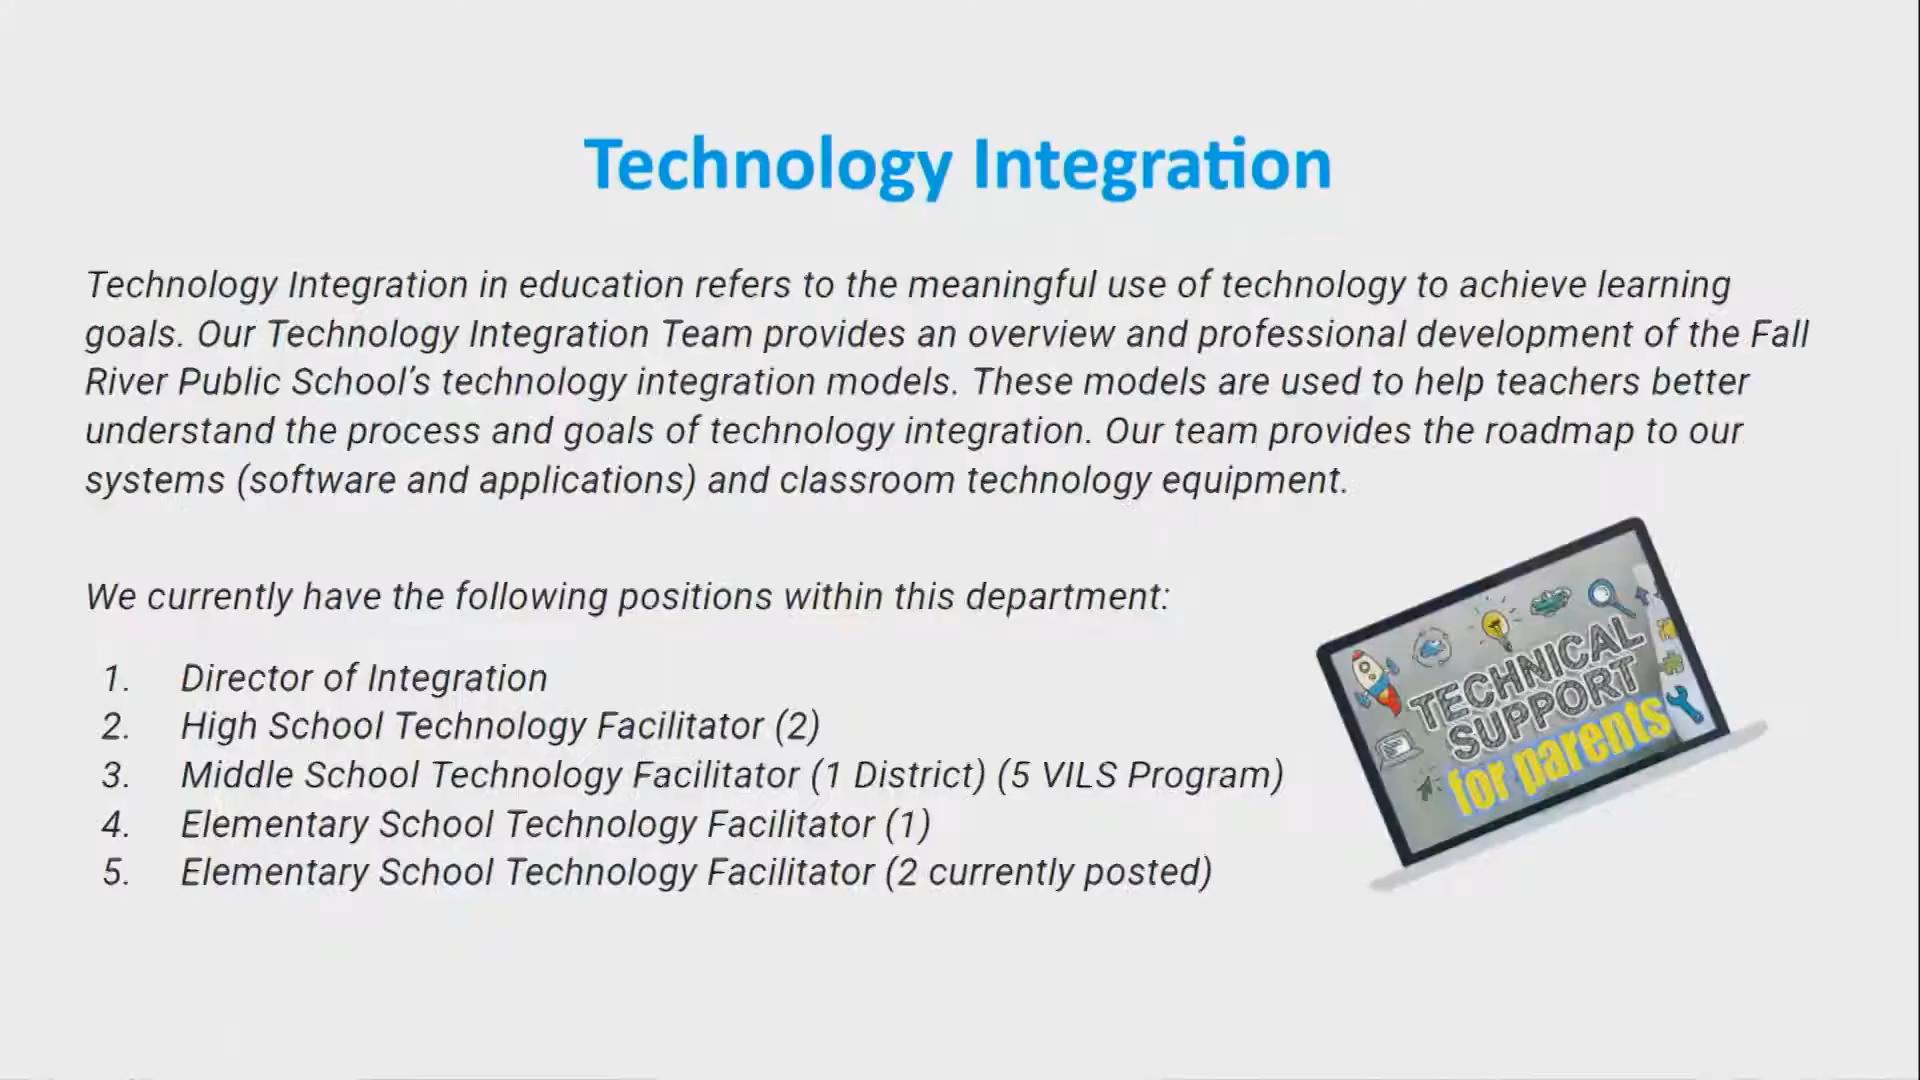 Technology Integration
Technology Integration in education refers to the meaningful use of technology to achieve learning
goals. Our Technology Integration Team provides an overview and professional development of the Fall
River Public School's technology integration models. These models are used to help teachers better
understand the process and goals of technology integration. Our team provides the roadmap to our
systems (software and applications) and classroom technology equipment.
We currently have the following positions within this department:
1. Director of Integration
2. High School Technology Facilitator (2)
3. Middle School Technology Facilitator (1 District) (5 VILS Program)
4. Elementary School Technology Facilitator (1)
5. Elementary School Technology Facilitator (2 currently posted)
TECHNICAL
SUPPORT
for parents